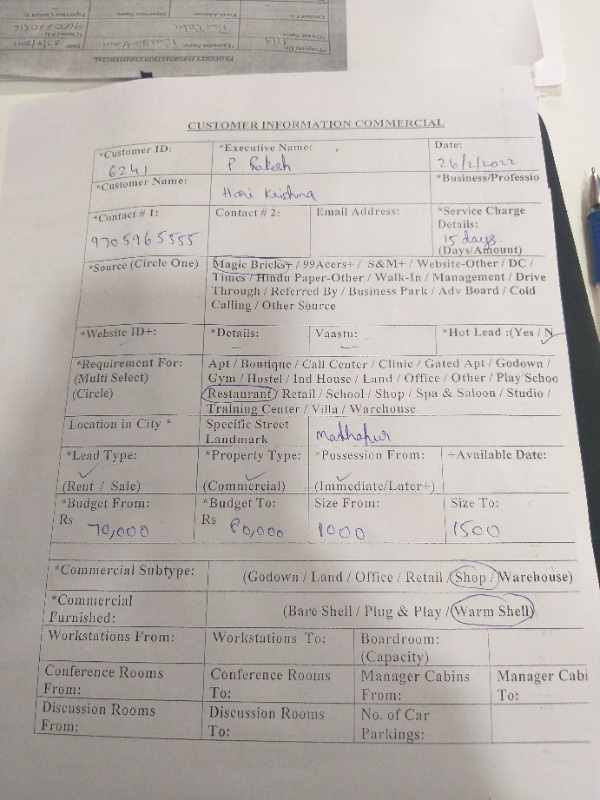 CUSTOMER INFORMATION COMMERCIAL
*Customer ID: *Executive Name: Date:
6241 P Rakesh 26/2/2022
*Customer Name: Hari Krishna *Business/Professio
*Contact # 1: Contact # 2: Email Address: *Service Charge
Details:
9705965555 15 days
(Days/Amount)
*Source (Circle One) Magic Bricks+ / 99Acers+ / S&M+ / Website-Other / DC /
Times / Hindu Paper-Other / Walk-In / Management / Drive
Through / Referred By / Business Park / Adv Board / Cold
Calling / Other Source
*Website ID+: *Details: Vaastu: *Hot Lead :(Yes / N
*Requirement For: Apt / Boutique / Call Center / Clinic / Gated Apt / Godown /
(Multi Select) Gym / Hostel / Ind House / Land / Office / Other / Play Schoo
(Circle) Restaurant / Retail / School / Shop / Spa & Saloon / Studio /
Training Center / Villa / Warehouse
Location in City * Specific Street
Landmark Madhapur
*Lead Type: *Property Type: *Possession From: +Available Date:
(Rent / Sale) (Commercial) (Immediate/Later+)
*Budget From: *Budget To: Size From: Size To:
Rs 70,000 Rs 80,000 1000 1500
*Commercial Subtype: (Godown / Land / Office / Retail / Shop / Warehouse)
*Commercial
Furnished: (Bare Shell / Plug & Play / Warm Shell)
Workstations From: Workstations To: Boardroom:
(Capacity)
Conference Rooms Conference Rooms Manager Cabins Manager Cabi
From: To: From: To:
Discussion Rooms Discussion Rooms No. of Car
From: To: Parkings: